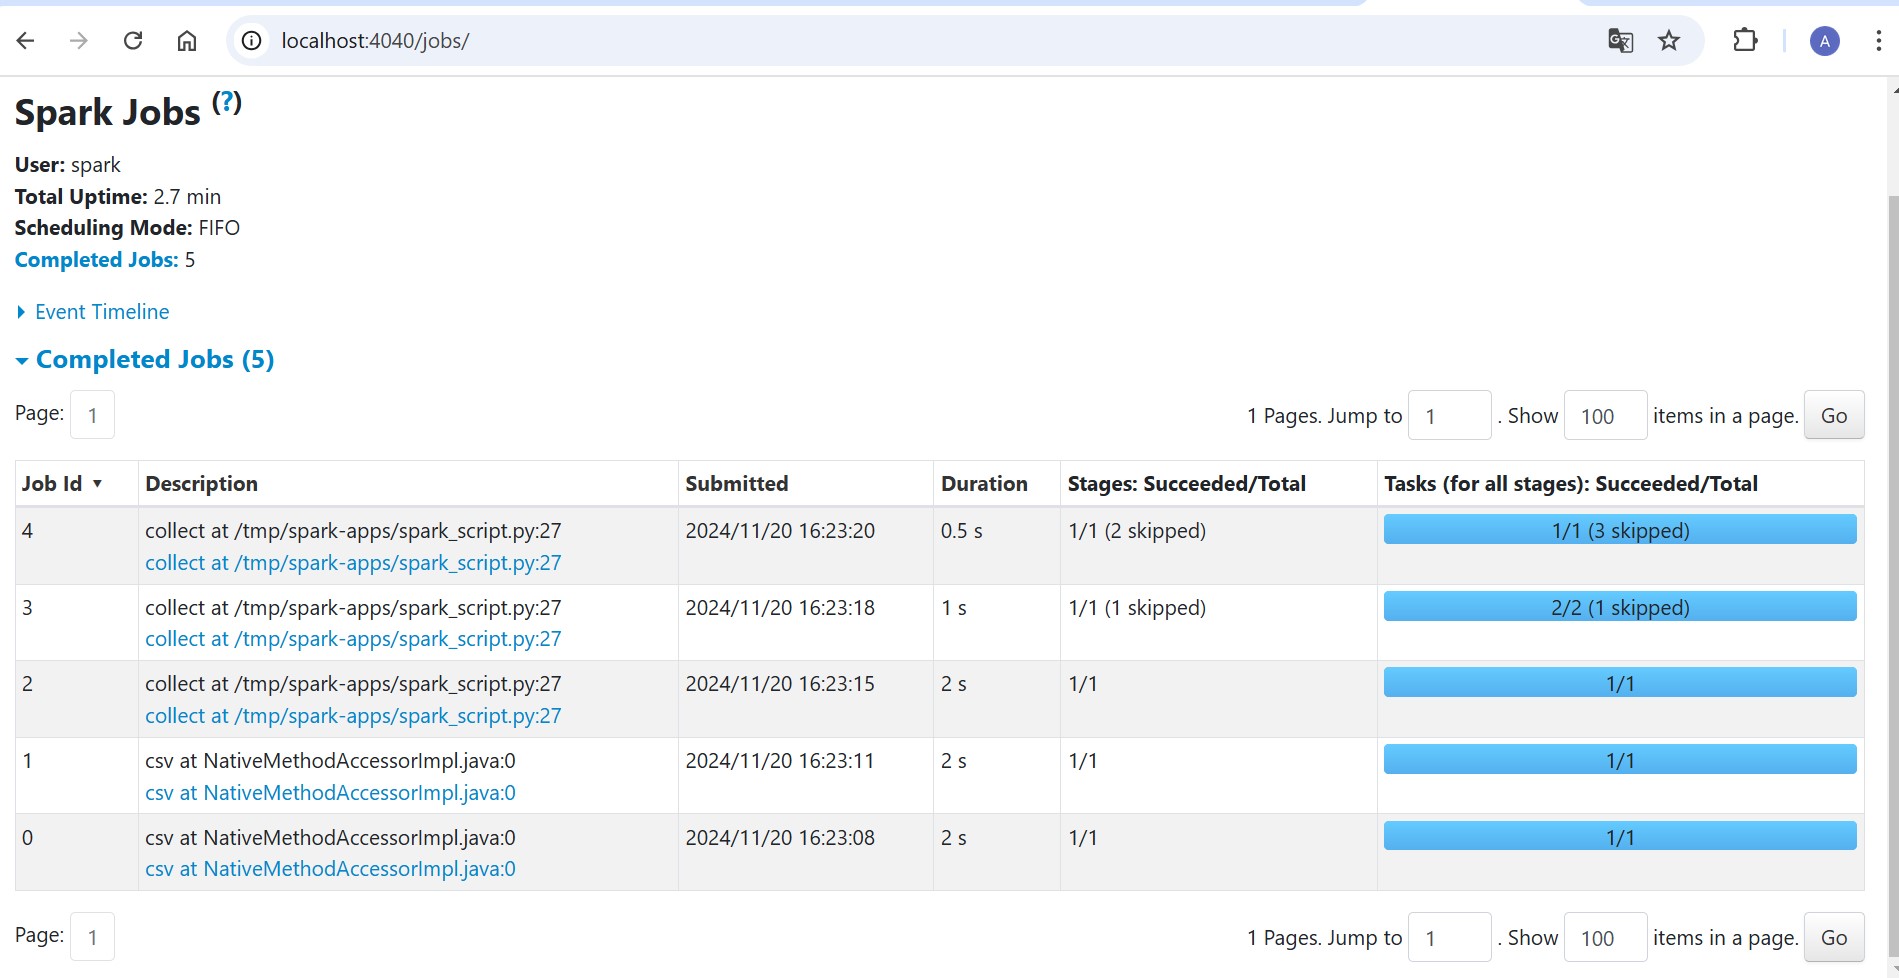 localhost:4040/jobs/
A
Spark Jobs (?)
User: spark
Total Uptime: 2.7 min
Scheduling Mode: FIFO
Completed Jobs: 5
Event Timeline
Completed Jobs (5)
Page: 1
1 Pages. Jump to 1 . Show 100 items in a page. Go
Job Id ▼ Description Submitted Duration Stages: Succeeded/Total Tasks (for all stages): Succeeded/Total
4 collect at /tmp/spark-apps/spark_script.py:27 2024/11/20 16:23:20 0.5 s 1/1 (2 skipped) 1/1 (3 skipped)
collect at /tmp/spark-apps/spark_script.py:27
3 collect at /tmp/spark-apps/spark_script.py:27 2024/11/20 16:23:18 1 s 1/1 (1 skipped) 2/2 (1 skipped)
collect at /tmp/spark-apps/spark_script.py:27
2 collect at /tmp/spark-apps/spark_script.py:27 2024/11/20 16:23:15 2 s 1/1 1/1
collect at /tmp/spark-apps/spark_script.py:27
1 csv at NativeMethodAccessorImpl.java:0 2024/11/20 16:23:11 2 s 1/1 1/1
csv at NativeMethodAccessorImpl.java:0
0 csv at NativeMethodAccessorImpl.java:0 2024/11/20 16:23:08 2 s 1/1 1/1
csv at NativeMethodAccessorImpl.java:0
Page: 1
1 Pages. Jump to 1 . Show 100 items in a page. Go